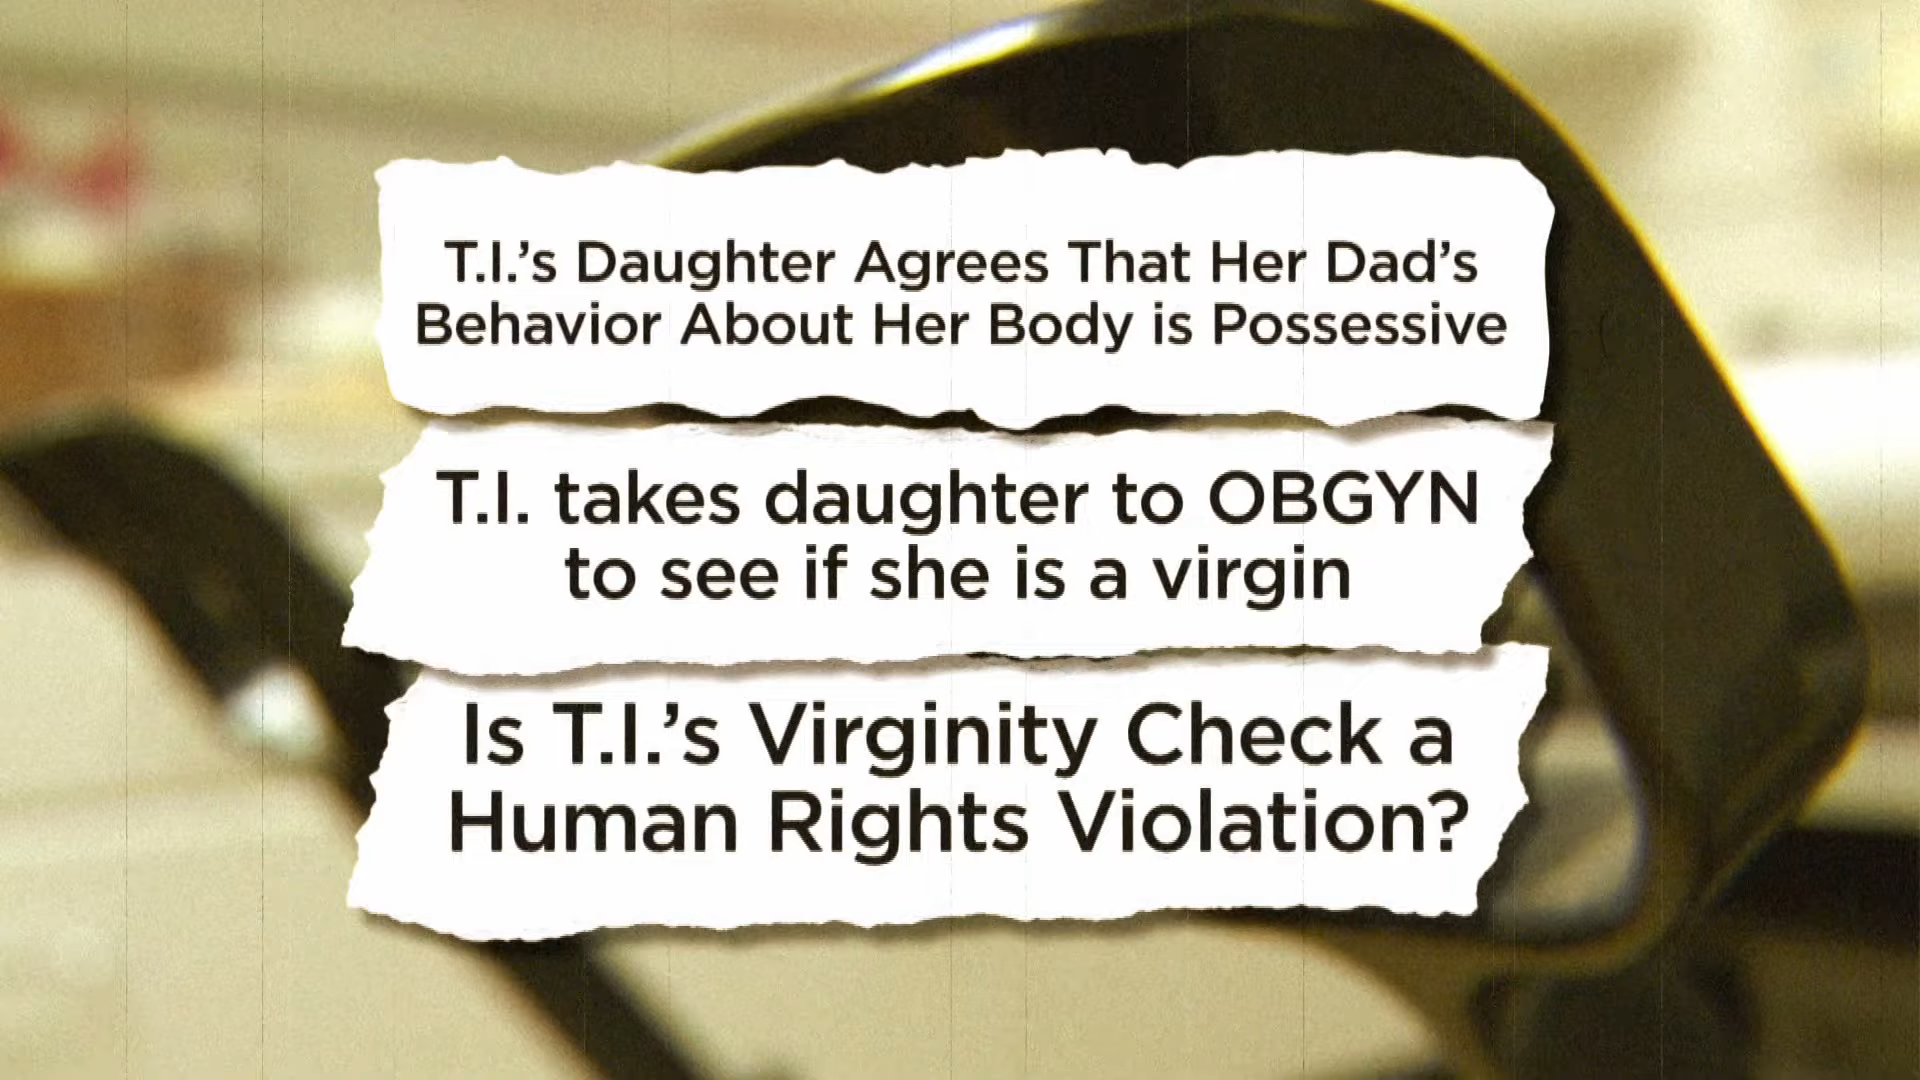 T.I.’s Daughter Agrees That Her Dad’s
Behavior About Her Body is Possessive
T.I. takes daughter to OBGYN
to see if she is a virgin
Is T.I.’s Virginity Check a
Human Rights Violation?